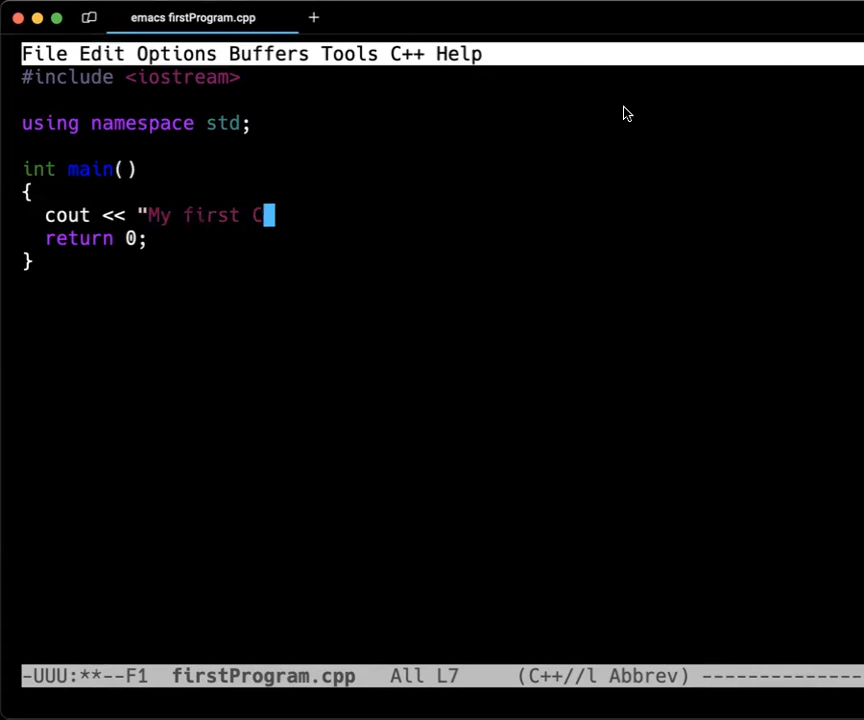 emacs firstProgram.cpp +
File Edit Options Buffers Tools C++ Help
#include <iostream>
using namespace std;
int main()
{
  cout << "My first C
  return 0;
}
-UUU:**--F1  firstProgram.cpp   All L7     (C++//l Abbrev) --------------